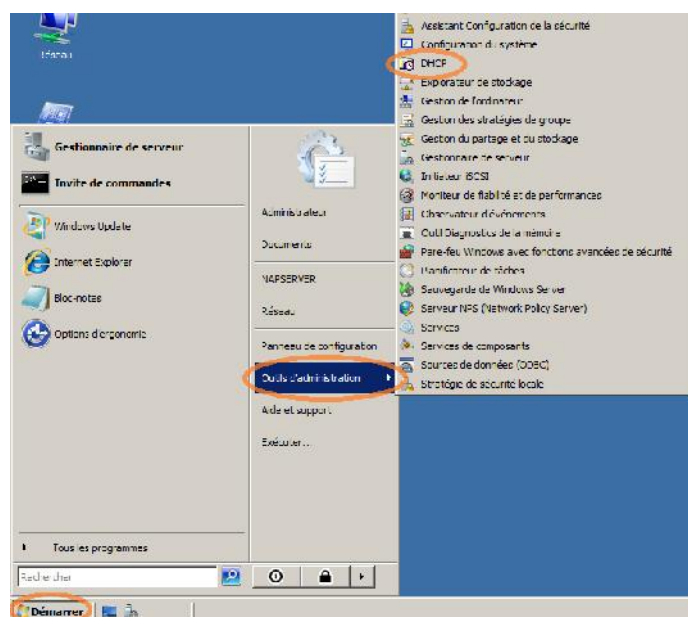 Réseau
Gestionnaire de serveur
Invite de commandes
Windows Update
Internet Explorer
Bloc-notes
Options d'ergonomie
Tous les programmes
Rechercher
Démarrer
Administrateur
Documents
NAPSERVER
Réseau
Panneau de configuration
Outils d'administration
Aide et support
Exécuter...
Assistant Configuration de la sécurité
Configuration du système
DHCP
Explorateur de stockage
Gestion de l'ordinateur
Gestion des stratégies de groupe
Gestion du partage et du stockage
Gestionnaire de serveur
Initiateur iSCSI
Moniteur de fiabilité et de performances
Observateur d'événements
Outil Diagnostics de la mémoire
Pare-feu Windows avec fonctions avancées de sécurité
Planificateur de tâches
Sauvegarde de Windows Server
Serveur NPS (Network Policy Server)
Services
Services de composants
Sources de données (ODBC)
Stratégie de sécurité locale